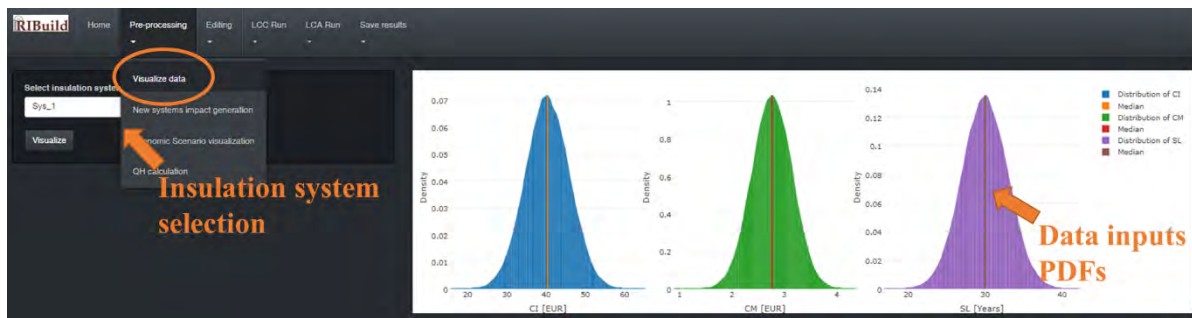 RIBuild Home Pre-processing Editing LCC Run LCA Run Save results
Visualize data
Select insulation syste
Sys_1
New systems impact generation
Visualize
onomic Scenario visualization
QH calculation
Insulation system
selection
Density
0.07
0.06
0.05
0.04
0.03
0.02
0.01
0
20 30 40 50 60
CI [EUR]
Density
1
0.8
0.6
0.4
0.2
0
1 2 3 4
CM [EUR]
Density
0.14
0.12
0.1
0.08
0.06
0.04
0.02
0
20 30 40
SL [Years]
Distribution of CI
Median
Distribution of CM
Median
Distribution of SL
Median
Data inputs
PDFs